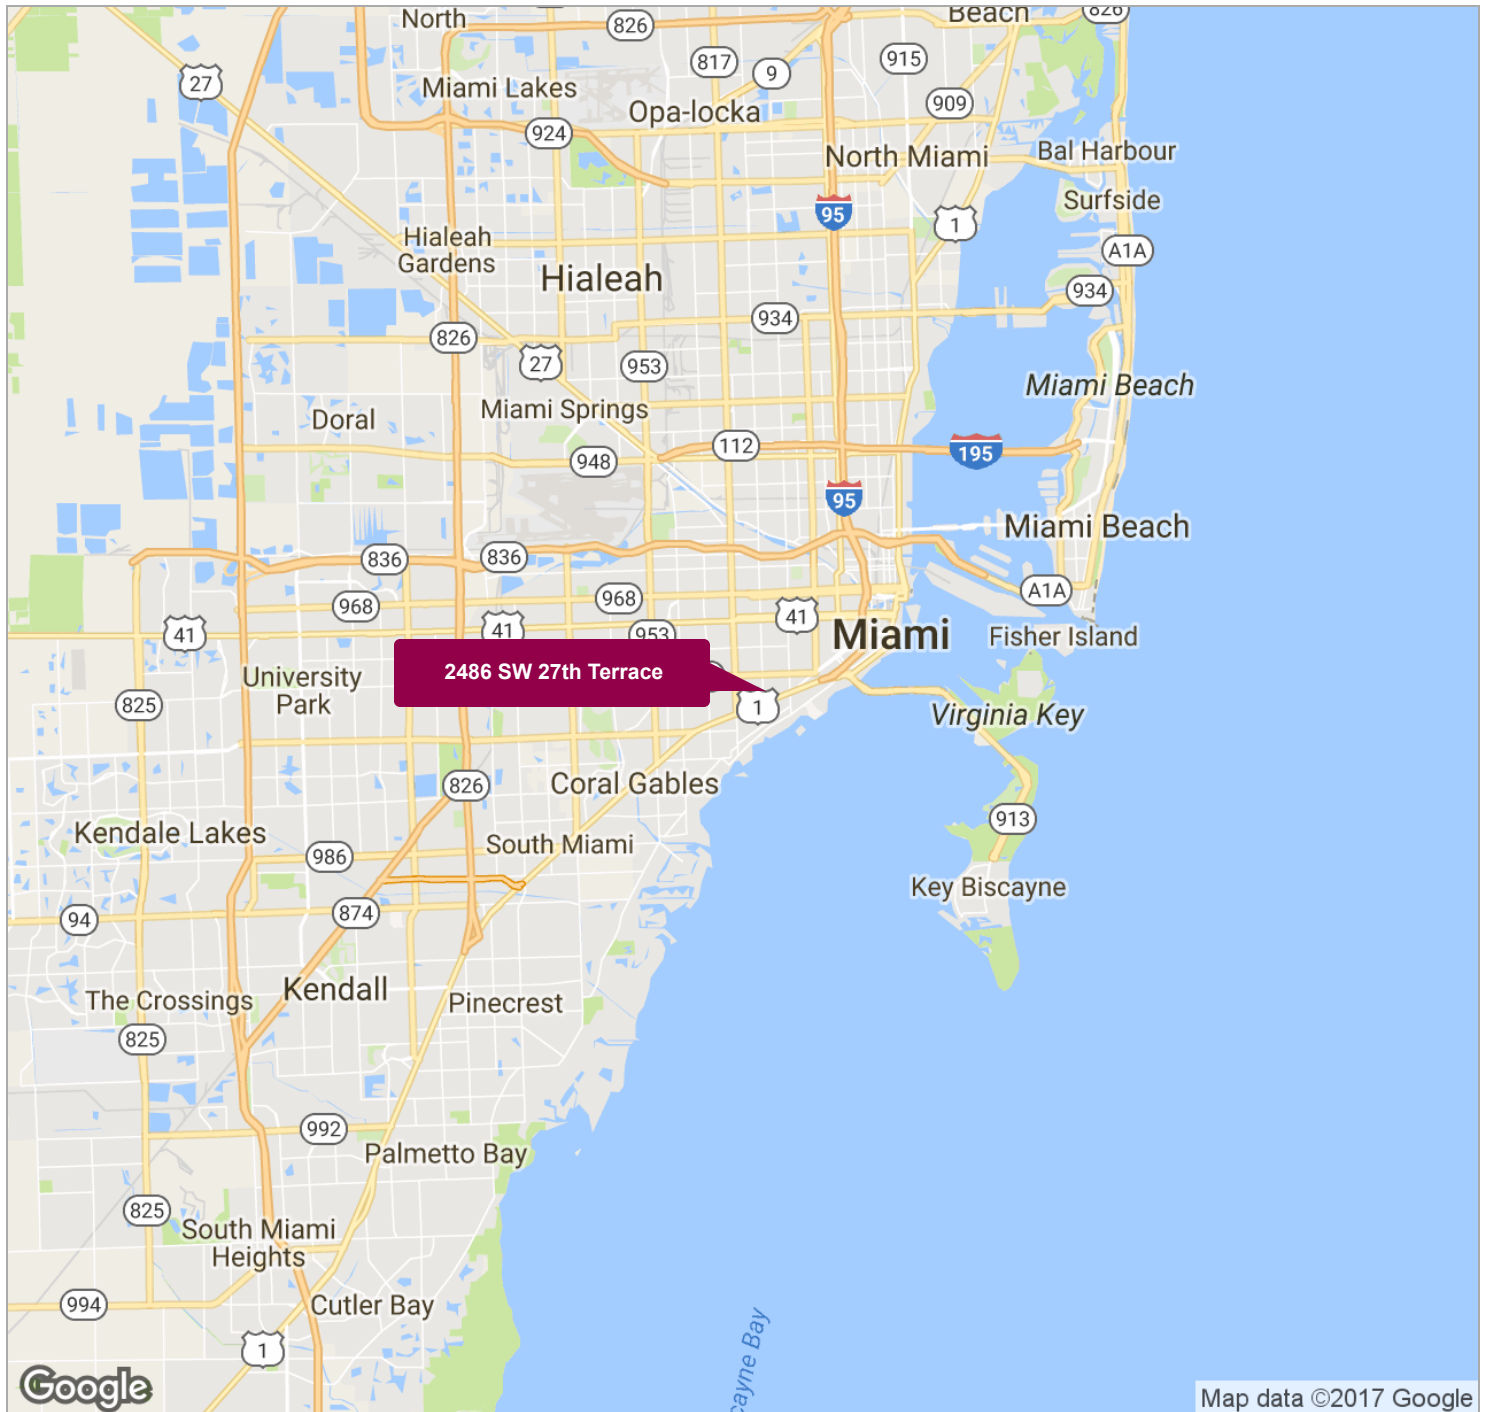 North
826
Beach
826
27
817
9
915
Miami Lakes
909
Opa-locka
924
North Miami
Bal Harbour
Surfside
95
1
A1A
Hialeah
Gardens
Hialeah
934
934
826
27
953
Miami Beach
Doral
Miami Springs
112
948
195
95
Miami Beach
836
836
A1A
968
968
41
41
41
953
Miami
Fisher Island
2486 SW 27th Terrace
University
Park
825
1
Virginia Key
826
Coral Gables
913
Kendale Lakes
986
South Miami
Key Biscayne
94
874
Kendall
The Crossings
Pinecrest
825
992
Palmetto Bay
825
South Miami
Heights
994
Cutler Bay
1
cayne Bay
Google
Map data ©2017 Google